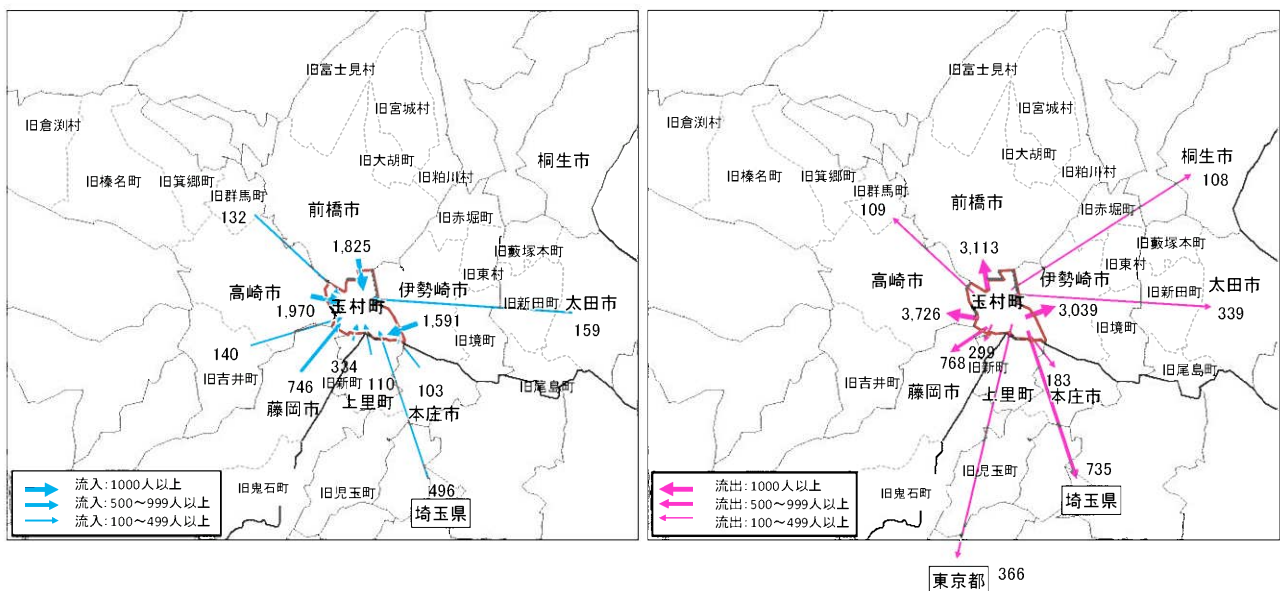 旧富士見村
旧宮城村
旧倉渕村
旧大胡町
桐生市
旧榛名町
旧箕郷町
旧粕川村
旧群馬町
132
前橋市
旧赤堀町
1,825
旧藪塚本町
旧東村
高崎市
伊勢崎市
玉村町
旧新田町
太田市
1,970
1,591
159
140
旧境町
334
旧吉井町
746
旧新町
110
103
旧尾島町
藤岡市
上里町
本庄市
旧鬼石町
旧児玉町
496
埼玉県
流入:1000人以上
流入:500～999人以上
流入:100～499人以上
旧富士見村
旧宮城村
旧倉渕村
旧大胡町
桐生市
108
旧榛名町
旧箕郷町
旧粕川村
旧群馬町
109
前橋市
旧赤堀町
3,113
旧藪塚本町
旧東村
高崎市
伊勢崎市
玉村町
旧新田町
太田市
3,726
3,039
339
旧境町
299
768
旧新町
旧吉井町
183
旧尾島町
藤岡市
上里町
本庄市
旧鬼石町
旧児玉町
735
埼玉県
流出:1000人以上
流出:500～999人以上
流出:100～499人以上
東京都
366